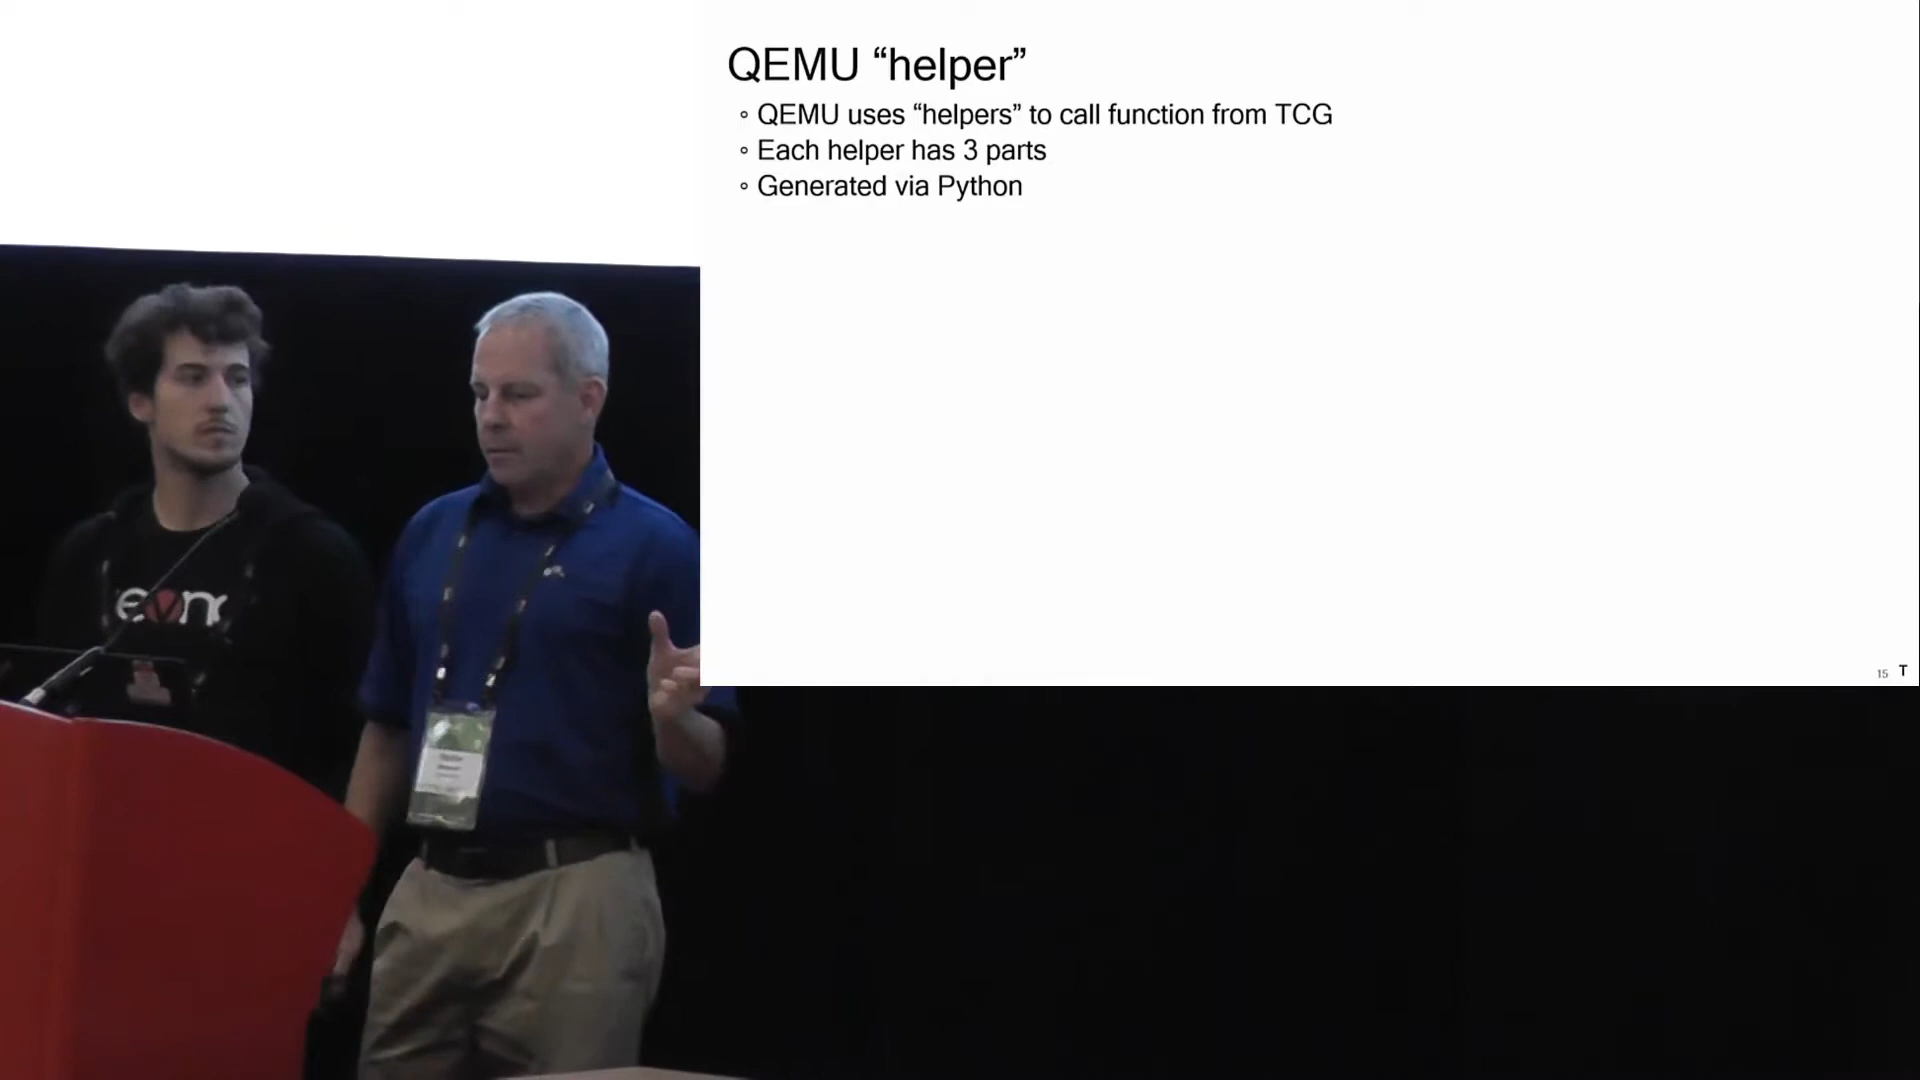 QEMU “helper”
◦ QEMU uses “helpers” to call function from TCG
◦ Each helper has 3 parts
◦ Generated via Python
15 T